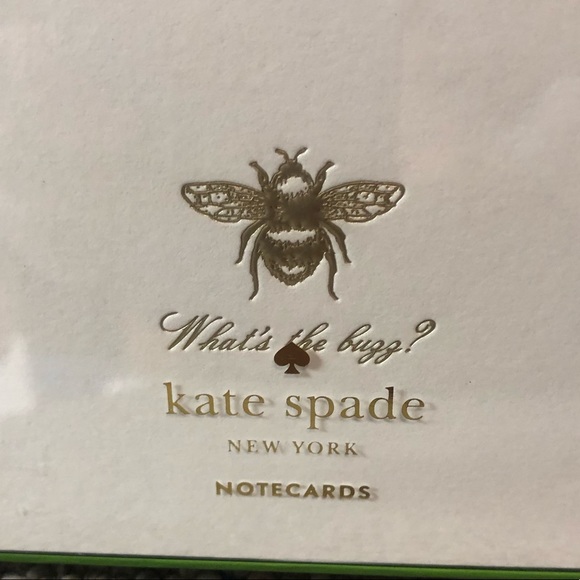 What's the buzz?
kate spade
NEW YORK
NOTECARDS